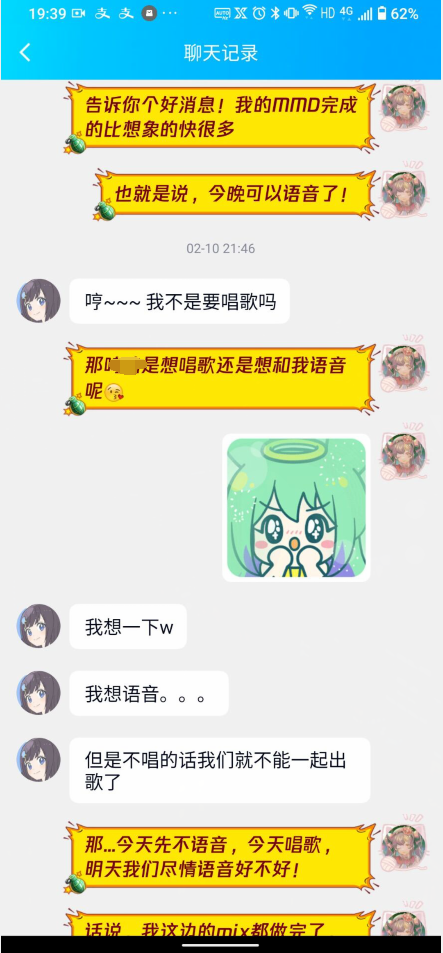 19:39
HD 4G 62%
聊天记录
告诉你个好消息！我的MMD完成
的比想象的快很多
也就是说，今晚可以语音了！
02-10 21:46
哼~~~ 我不是要唱歌吗
那是想唱歌还是想和我语音
呢
我想一下w
我想语音。。。
但是不唱的话我们就不能一起出
歌了
那...今天先不语音，今天唱歌，
明天我们尽情语音好不好！
话说，我这边的mix都做完了